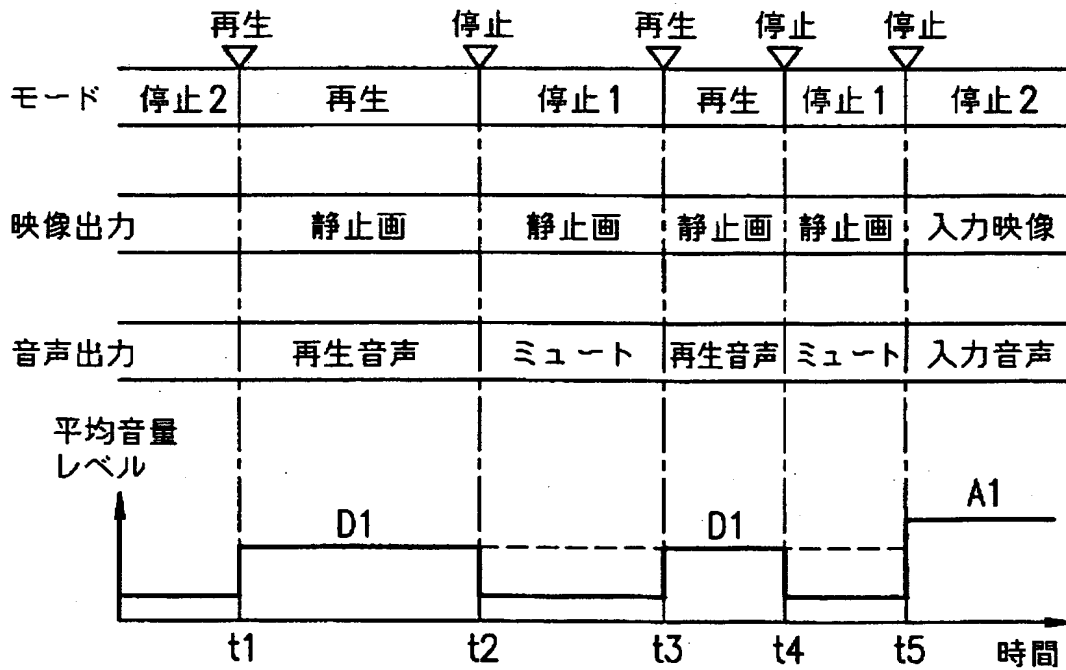 再生 停止 再生 停止 停止
モード 停止2 再生 停止1 再生 停止1 停止2
映像出力 静止画 静止画 静止画 静止画 入力映像
音声出力 再生音声 ミュート 再生音声 ミュート 入力音声
平均音量
レベル
D1 D1 A1
t1 t2 t3 t4 t5 時間